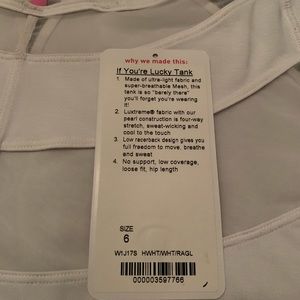 why we made this:
If You're Lucky Tank
1. Made of ultra-light fabric and
super-breathable Mesh, this
tank is so "barely there"
you'll forget you're wearing
it!
2. Luxtreme® fabric with our
pearl construction is four-way
stretch, sweat-wicking and
cool to the touch
3. Low racerback design gives you
full freedom to move, breathe
and sweat
4. No support, low coverage,
loose fit, hip length
SIZE
6
W1J17S HWHT/WHT/RAGL
000003597766